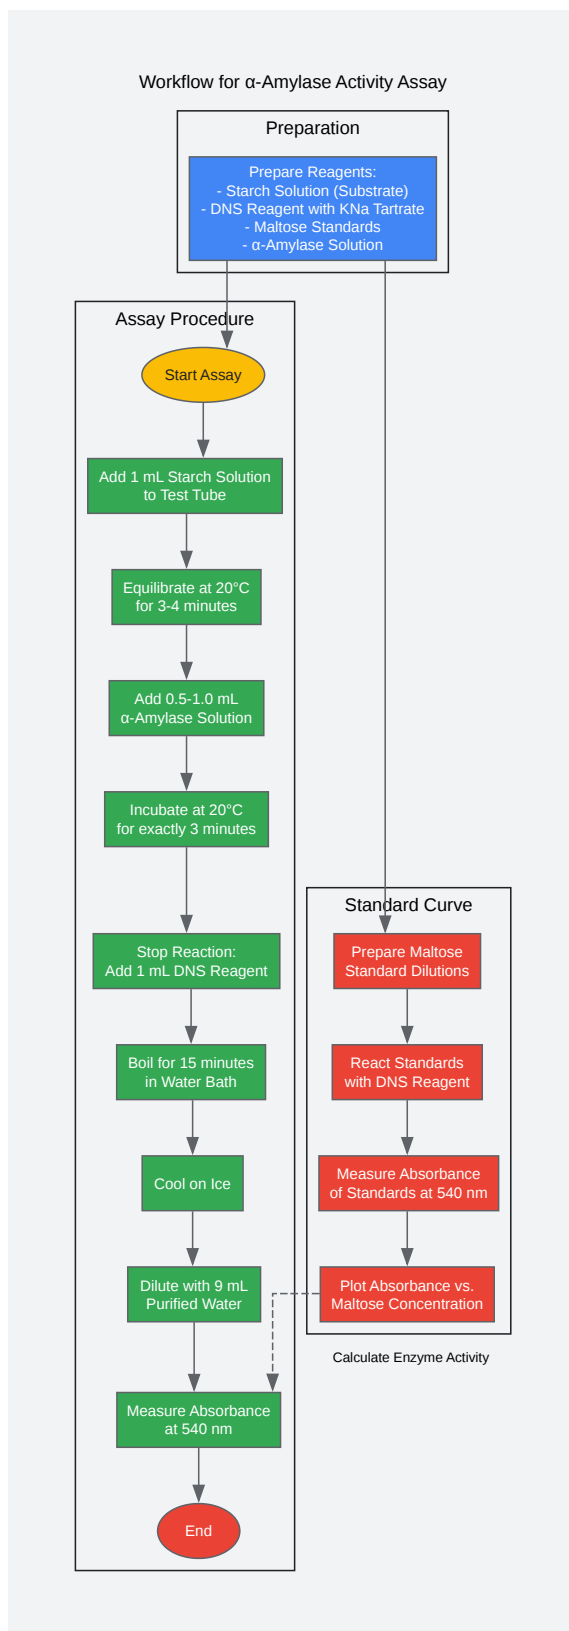 Workflow for α-Amylase Activity Assay
Preparation
Prepare Reagents:
- Starch Solution (Substrate)
- DNS Reagent with KNa Tartrate
- Maltose Standards
- α-Amylase Solution
Assay Procedure
Start Assay
Add 1 mL Starch Solution
to Test Tube
Equilibrate at 20°C
for 3-4 minutes
Add 0.5-1.0 mL
α-Amylase Solution
Incubate at 20°C
for exactly 3 minutes
Stop Reaction:
Add 1 mL DNS Reagent
Boil for 15 minutes
in Water Bath
Cool on Ice
Dilute with 9 mL
Purified Water
Measure Absorbance
at 540 nm
End
Standard Curve
Prepare Maltose
Standard Dilutions
React Standards
with DNS Reagent
Measure Absorbance
of Standards at 540 nm
Plot Absorbance vs.
Maltose Concentration
Calculate Enzyme Activity